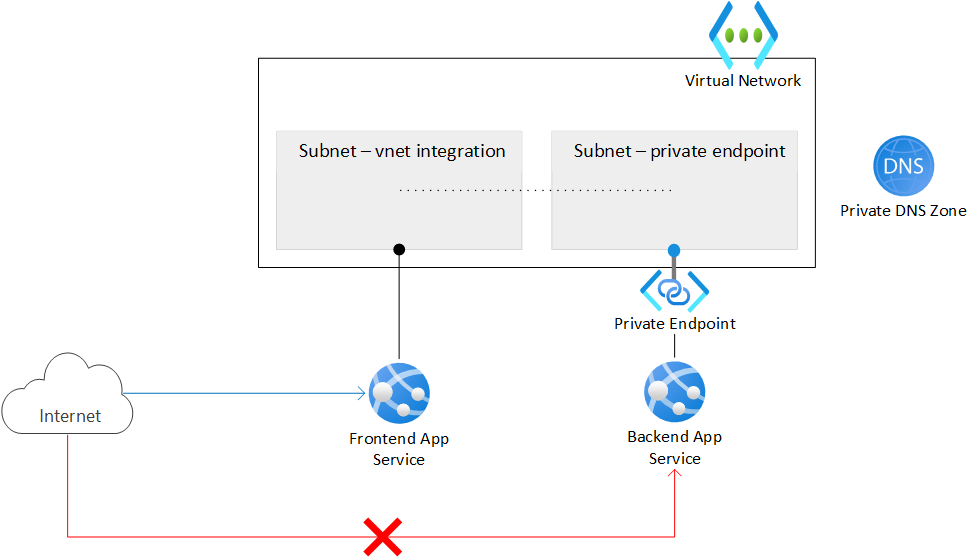 Virtual Network
Subnet – vnet integration
Subnet – private endpoint
DNS
Private DNS Zone
Private Endpoint
Internet
Frontend App
Service
Backend App
Service